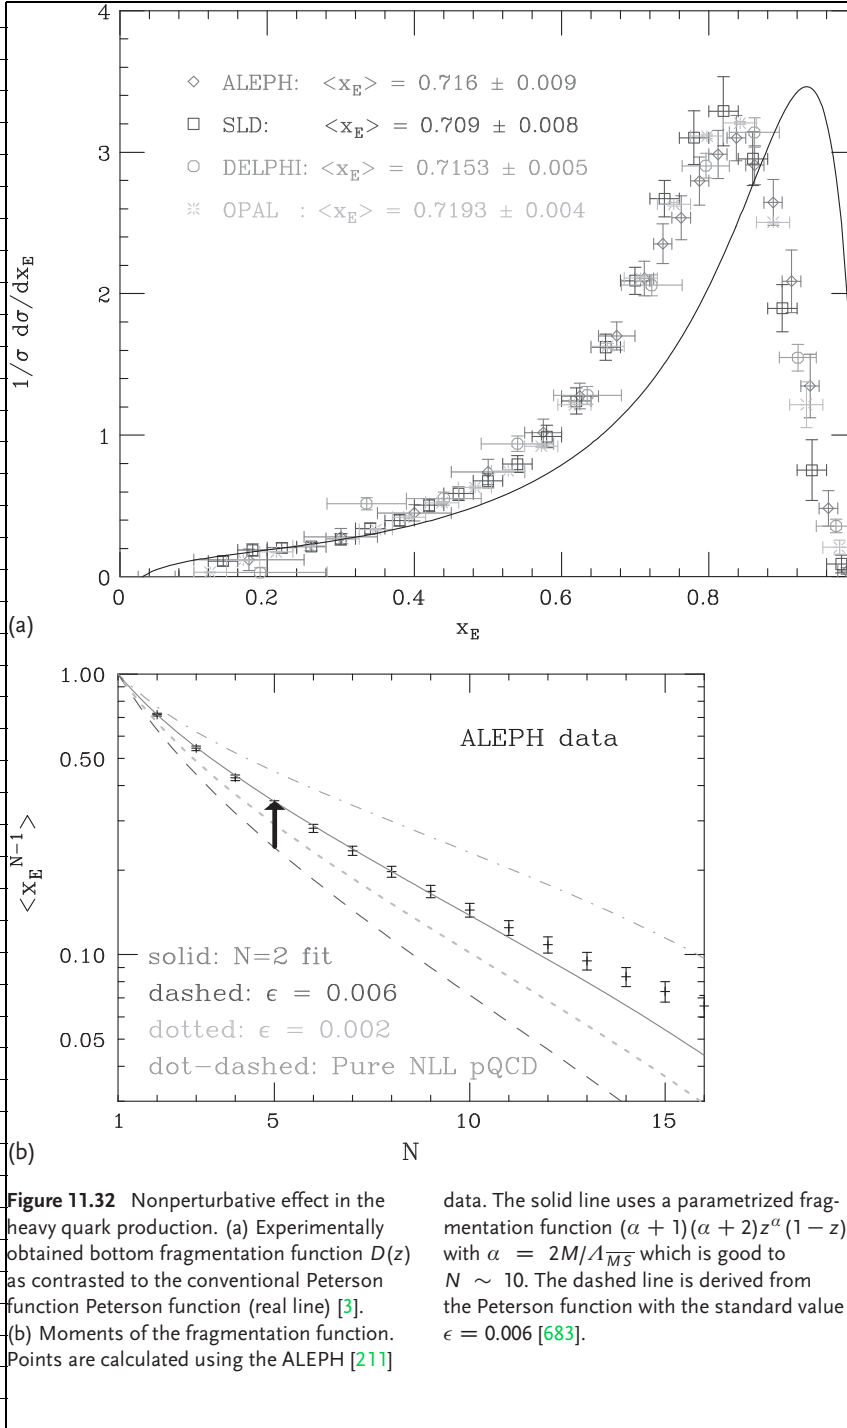 4
3
2
1
0
1/σ dσ/dx_E
ALEPH: <x_E> = 0.716 ± 0.009
SLD: <x_E> = 0.709 ± 0.008
DELPHI: <x_E> = 0.7153 ± 0.005
OPAL : <x_E> = 0.7193 ± 0.004
0 0.2 0.4 0.6 0.8
x_E
(a)
1.00
0.50
0.10
0.05
<x_E^{N-1}>
ALEPH data
solid: N=2 fit
dashed: ϵ = 0.006
dotted: ϵ = 0.002
dot-dashed: Pure NLL pQCD
1 5 10 15
N
(b)
Figure 11.32 Nonperturbative effect in the
heavy quark production. (a) Experimentally
obtained bottom fragmentation function D(z)
as contrasted to the conventional Peterson
function Peterson function (real line) [3].
(b) Moments of the fragmentation function.
Points are calculated using the ALEPH [211]
data. The solid line uses a parametrized frag-
mentation function (α + 1)(α + 2)z^α(1 − z)
with α = 2M/Λ_{\overline{MS}} which is good to
N ∼ 10. The dashed line is derived from
the Peterson function with the standard value
ϵ = 0.006 [683].